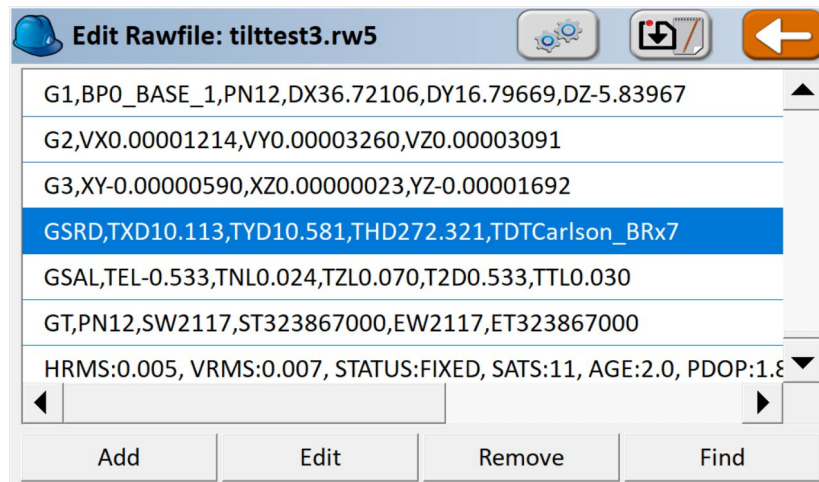 Edit Rawfile: tilttest3.rw5
G1,BP0_BASE_1,PN12,DX36.72106,DY16.79669,DZ-5.83967
G2,VX0.00001214,VY0.00003260,VZ0.00003091
G3,XY-0.00000590,XZ0.00000023,YZ-0.00001692
GSRD,TXD10.113,TYD10.581,THD272.321,TDTCarlson_BRx7
GSAL,TEL-0.533,TNL0.024,TZL0.070,T2D0.533,TTL0.030
GT,PN12,SW2117,ST323867000,EW2117,ET323867000
HRMS:0.005, VRMS:0.007, STATUS:FIXED, SATS:11, AGE:2.0, PDOP:1.8
Add Edit Remove Find